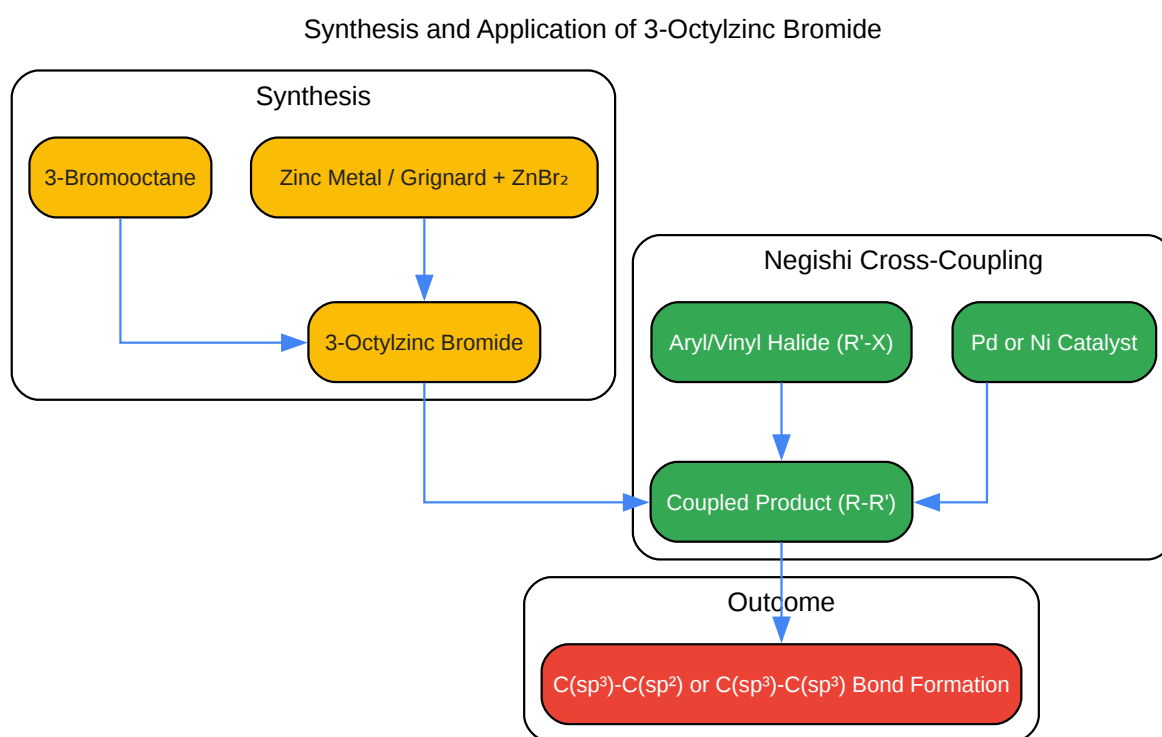 Synthesis and Application of 3-Octylzinc Bromide
Synthesis
3-Bromooctane
Zinc Metal / Grignard + ZnBr₂
3-Octylzinc Bromide
Negishi Cross-Coupling
Aryl/Vinyl Halide (R'-X)
Pd or Ni Catalyst
Coupled Product (R-R')
Outcome
C(sp³)-C(sp²) or C(sp³)-C(sp³) Bond Formation